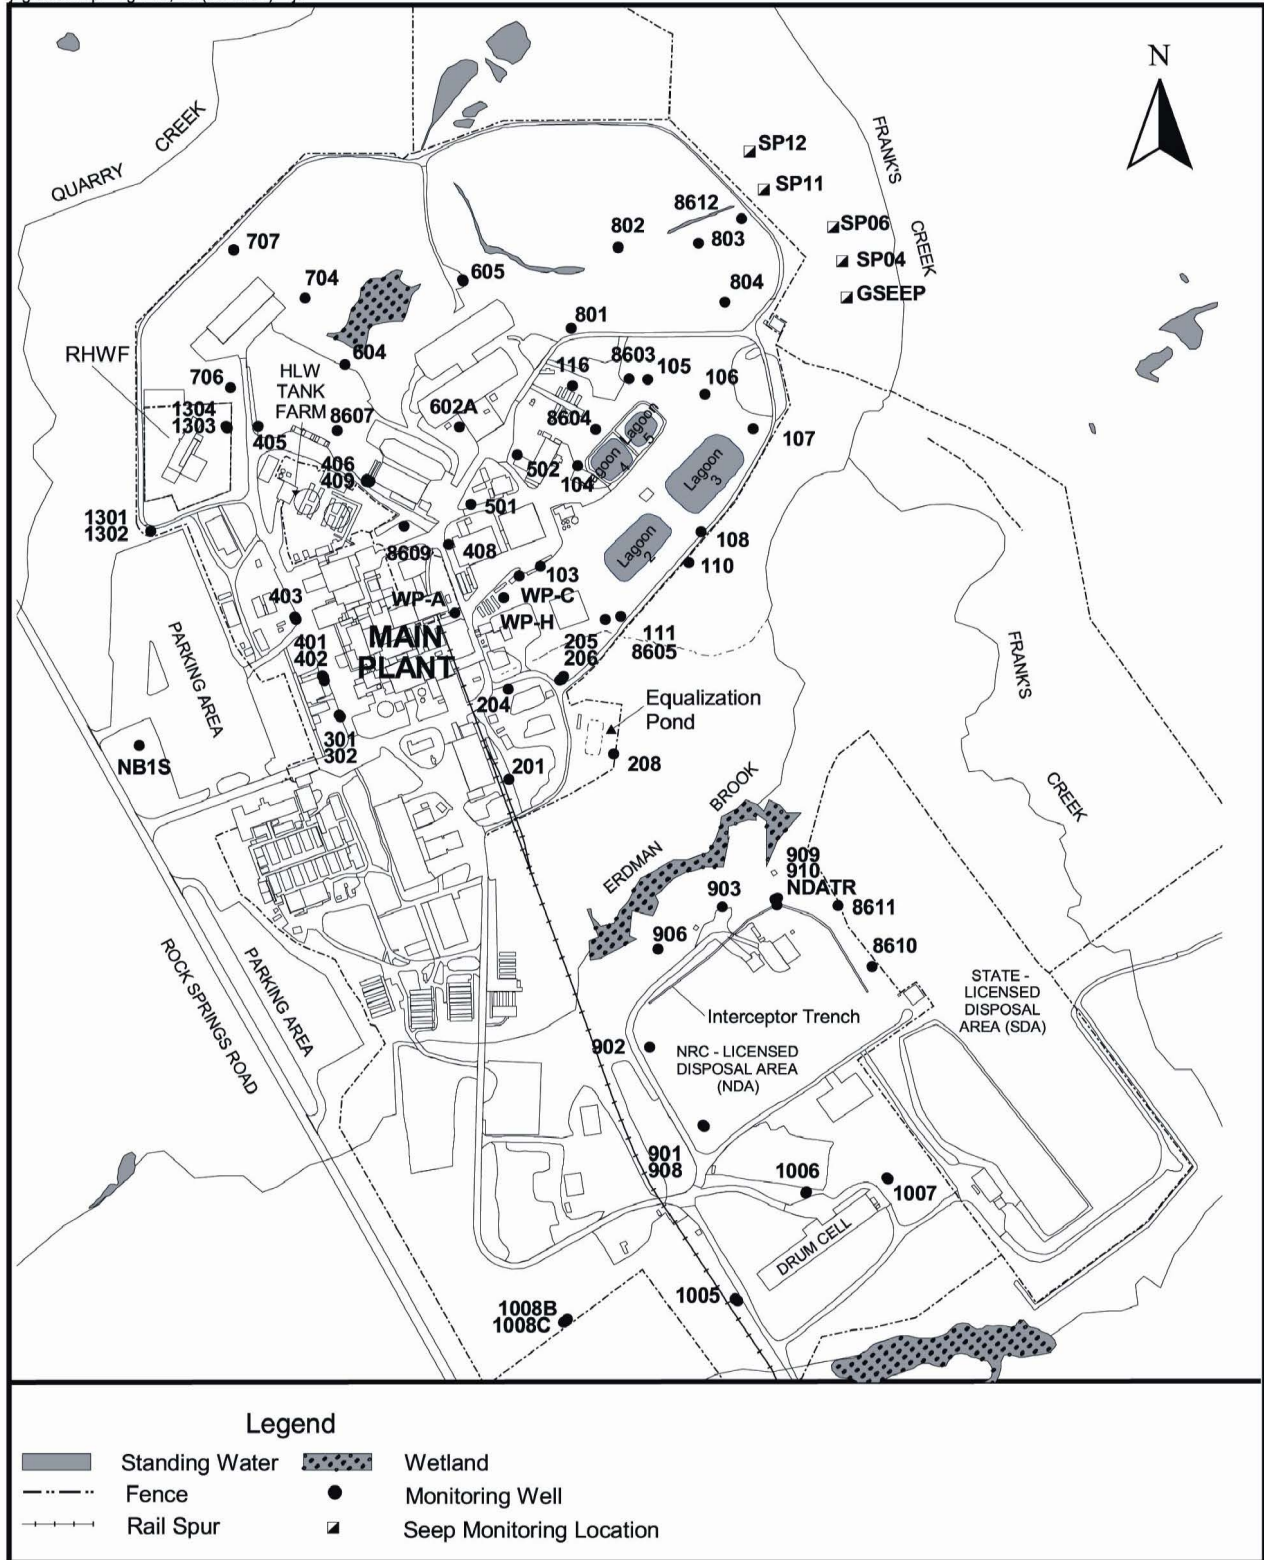 N
QUARRY
CREEK
FRANK'S
CREEK
SP12
SP11
8612
SP06
802
803
707
SP04
605
704
804
GSEEP
801
RHWF
604
8603
105
116
106
706
HLW
TANK
FARM
602A
1304
1303
8607
8604
Lagoon
5
405
107
406
409
502
Lagoon
4
104
Lagoon
3
501
1301
1302
108
8609
408
Lagoon
2
110
103
403
WP-A
WP-C
WP-H
MAIN
PLANT
401
402
205
206
111
8605
PARKING AREA
FRANK'S
204
Equalization
Pond
301
302
NB1S
201
208
CREEK
BROOK
ERDMAN
909
910
NDATR
903
8611
906
8610
PARKING AREA
ROCK SPRINGS ROAD
STATE -
LICENSED
DISPOSAL
AREA (SDA)
Interceptor Trench
902
NRC - LICENSED
DISPOSAL AREA
(NDA)
901
908
1006
1007
DRUM CELL
1005
1008B
1008C
Legend
Standing Water
Wetland
Fence
Monitoring Well
Rail Spur
Seep Monitoring Location